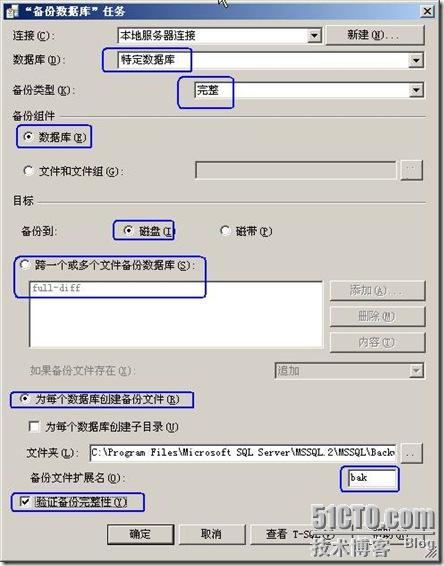 “备份数据库” 任务
连接(C): 本地服务器连接 新建(N)...
数据库(D): 特定数据库
备份类型(K): 完整
备份组件
数据库(E)
文件和文件组(G): ..
目标
备份到: 磁盘(I) 磁带(P)
跨一个或多个文件备份数据库(S):
full-diff
添加(A)...
删除(M)
内容(T)
如果备份文件存在(X): 追加
为每个数据库创建备份文件(R)
为每个数据库创建子目录(U)
文件夹(L): C:\Program Files\Microsoft SQL Server\MSSQL.2\MSSQL\Back ..
备份文件扩展名(O): bak
验证备份完整性(Y)
确定 取消 查看 T-SQL
51CTO.com
技术博客 Blog